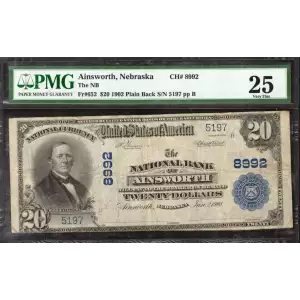 PMG
PAPER MONEY GUARANTY
Ainsworth, Nebraska CH# 8992
The NB
Fr#652 $20 1902 Plain Back S/N 5197 pp B
25
Very Fine
NATIONAL CURRENCY
United States of America
5197
20
The
NATIONAL BANK
OF
AINSWORTH
8992
8992
TWENTY DOLLARS
Ainsworth
NEBRASKA
20
5197